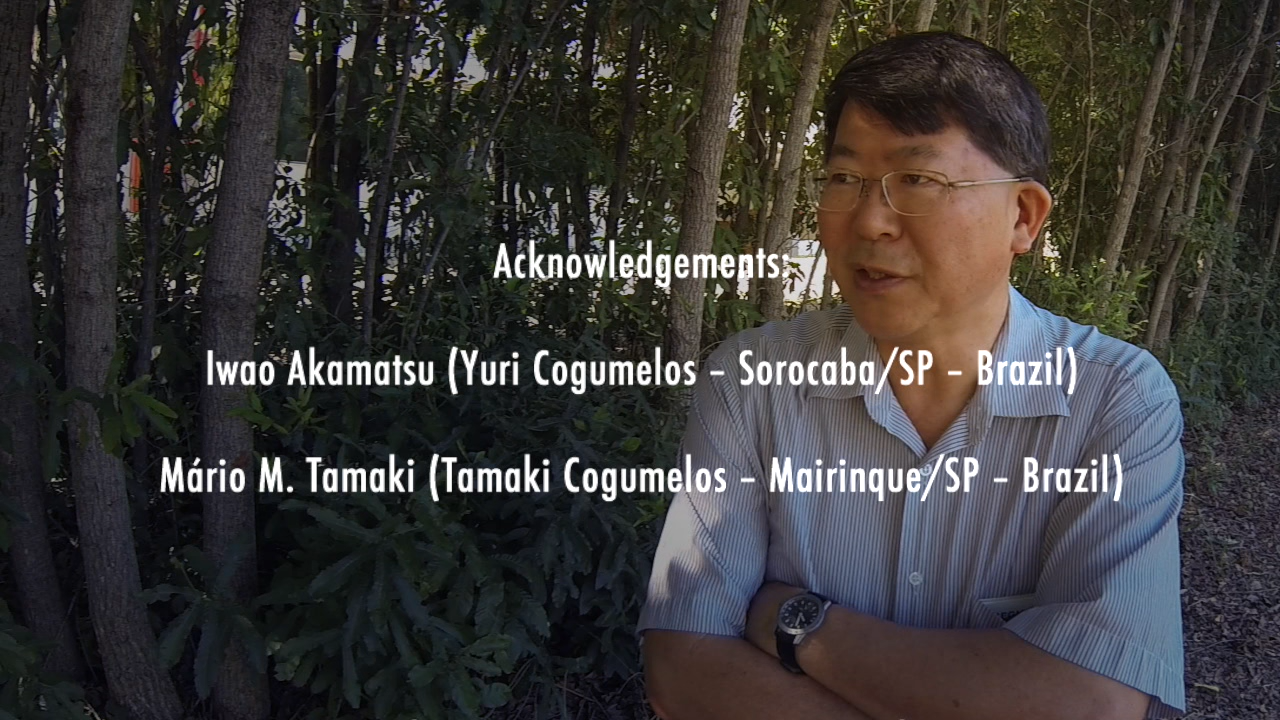 Acknowledgements:
Iwao Akamatsu (Yuri Cogumelos – Sorocaba/SP – Brazil)
Mário M. Tamaki (Tamaki Cogumelos – Mairinque/SP – Brazil)